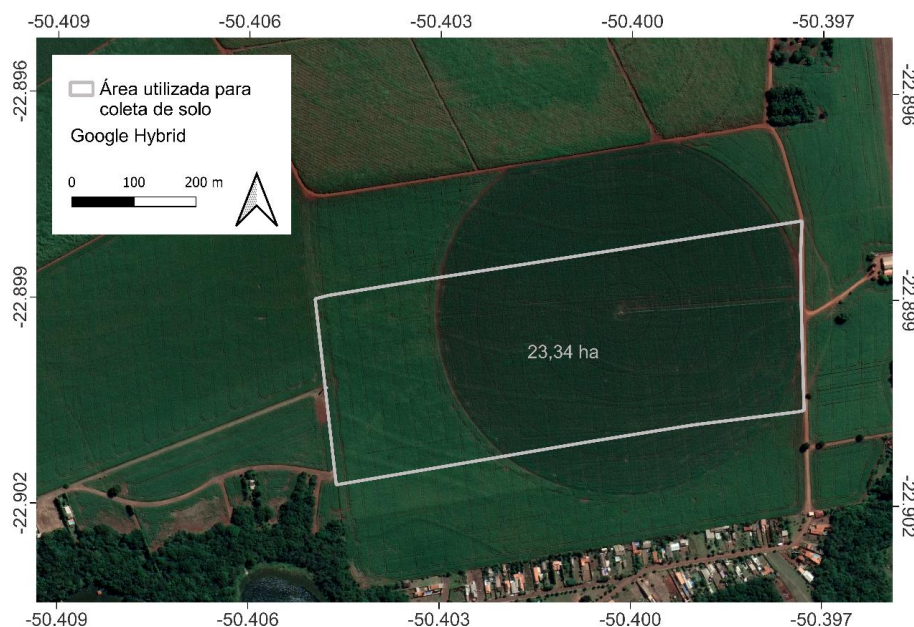 -50.409 -50.406 -50.403 -50.400 -50.397
-22.896
-22.896
Área utilizada para
coleta de solo
Google Hybrid
0 100 200 m
-22.899
-22.899
23,34 ha
-22.902
-22.902
-50.409 -50.406 -50.403 -50.400 -50.397